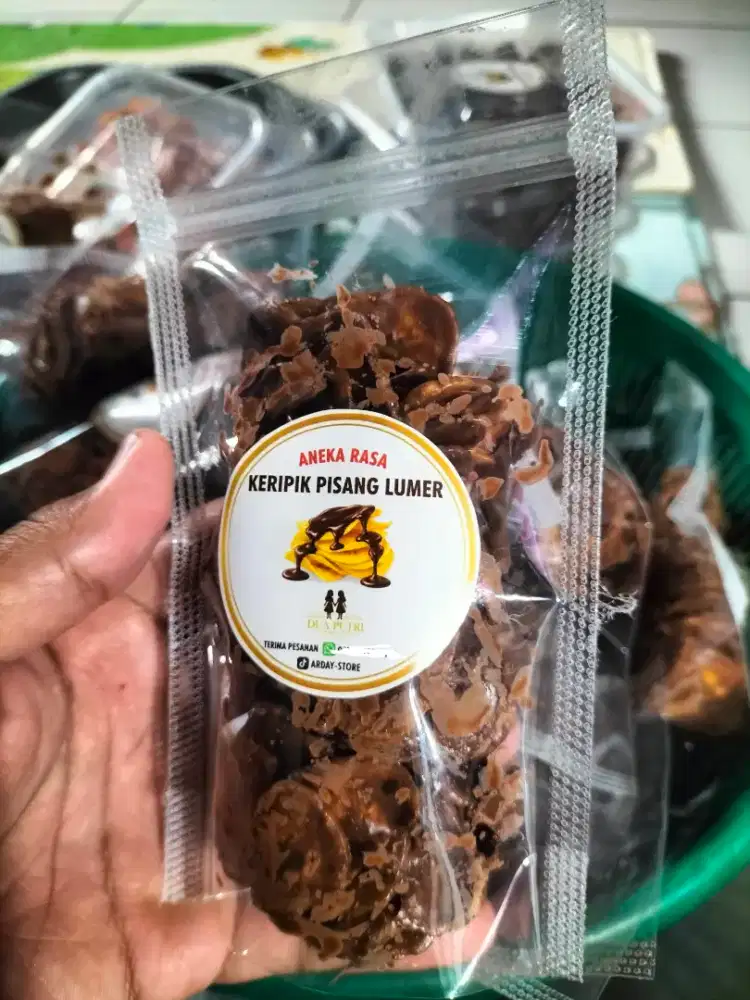 ANEKA RASA
KERIPIK PISANG LUMER
DUA PUTRI
TERIMA PESANAN
ARDAY-STORE